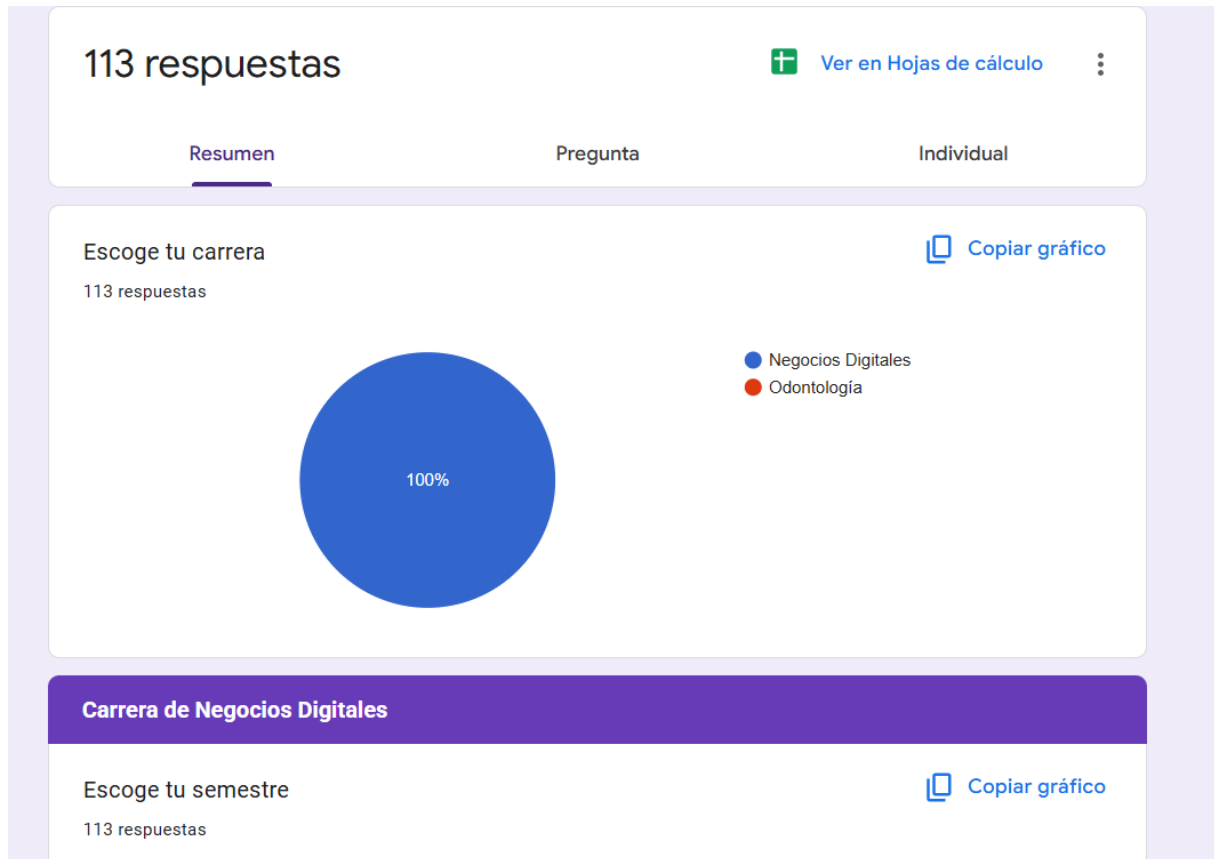 113 respuestas
Ver en Hojas de cálculo
Resumen
Pregunta
Individual
Escoge tu carrera
Copiar gráfico
113 respuestas
Negocios Digitales
Odontología
100%
Carrera de Negocios Digitales
Escoge tu semestre
Copiar gráfico
113 respuestas